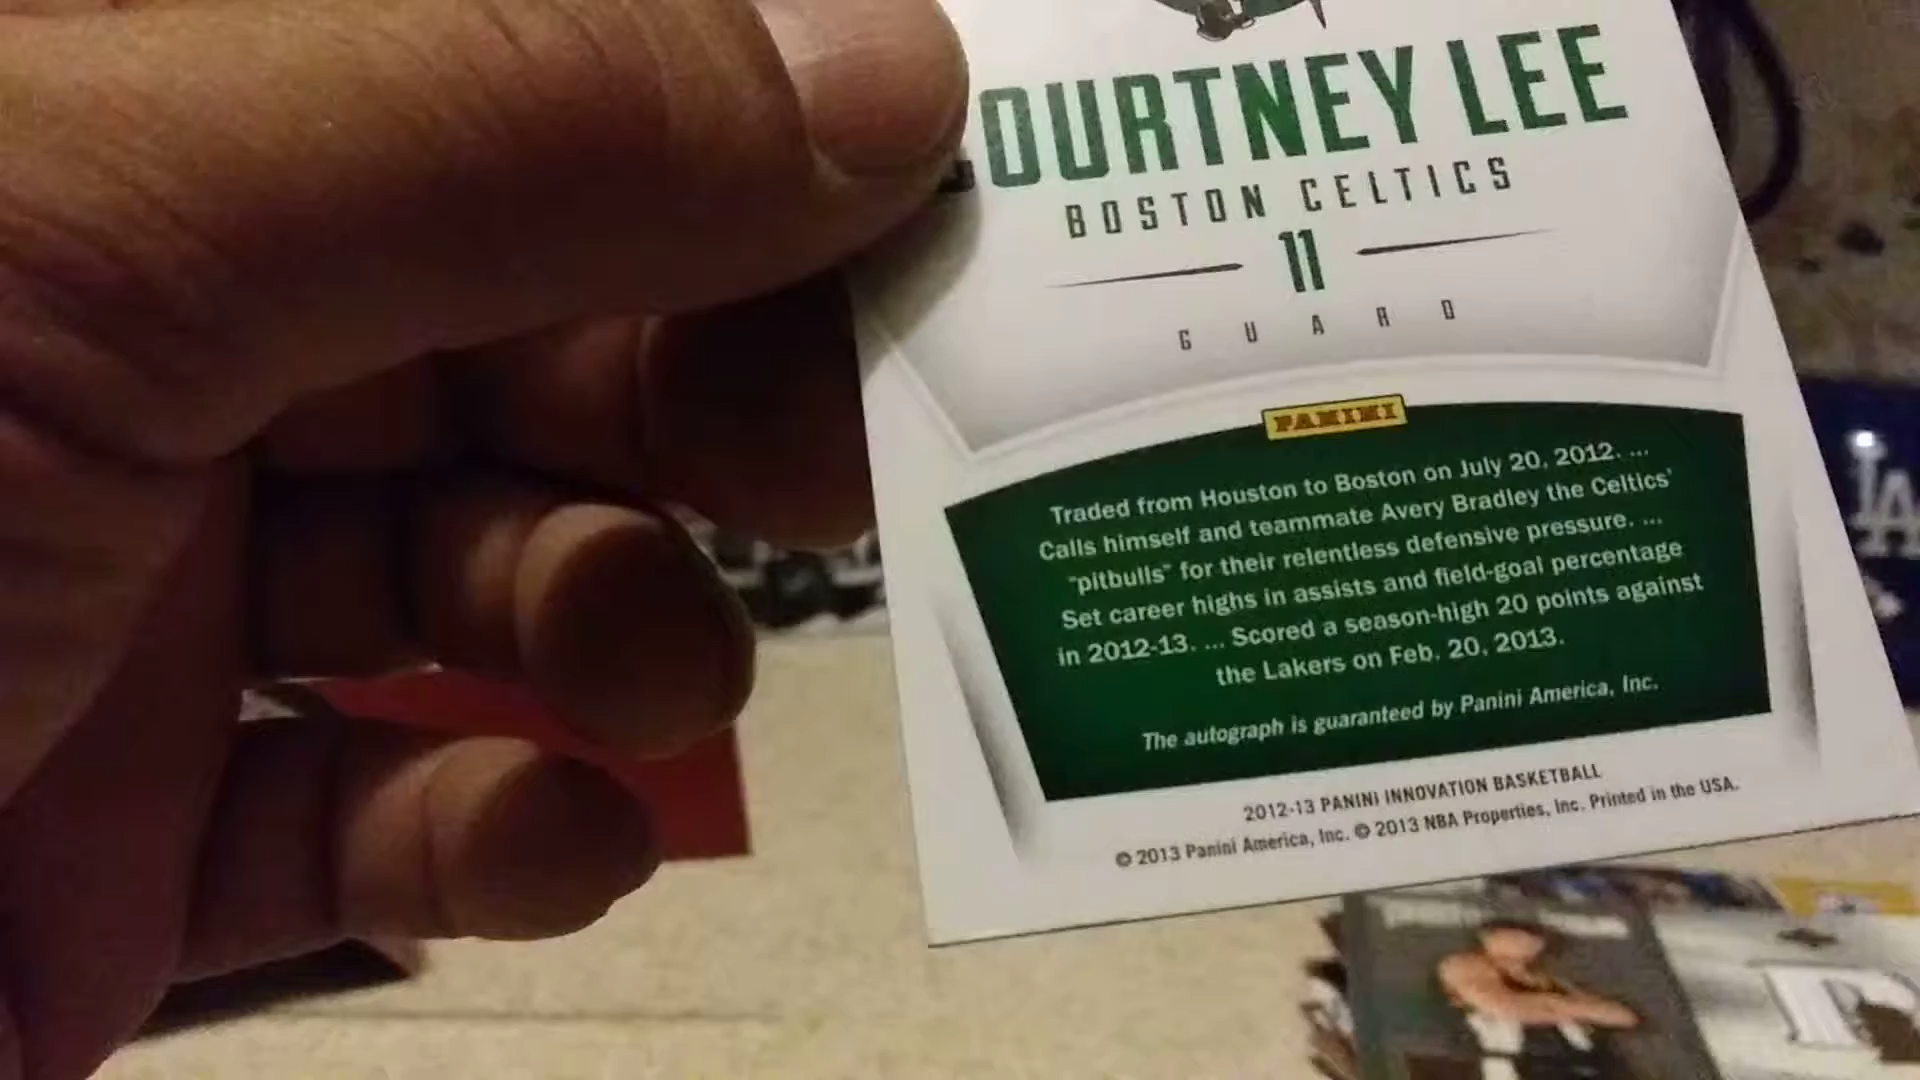 OURTNEY LEE
BOSTON CELTICS
11
GUARD
PANINI
Traded from Houston to Boston on July 20, 2012. ...
Calls himself and teammate Avery Bradley the Celtics'
"pitbulls" for their relentless defensive pressure. ...
Set career highs in assists and field-goal percentage
in 2012-13. ... Scored a season-high 20 points against
the Lakers on Feb. 20, 2013.
The autograph is guaranteed by Panini America, Inc.
2012-13 PANINI INNOVATION BASKETBALL
© 2013 Panini America, Inc. © 2013 NBA Properties, Inc. Printed in the USA.
LA